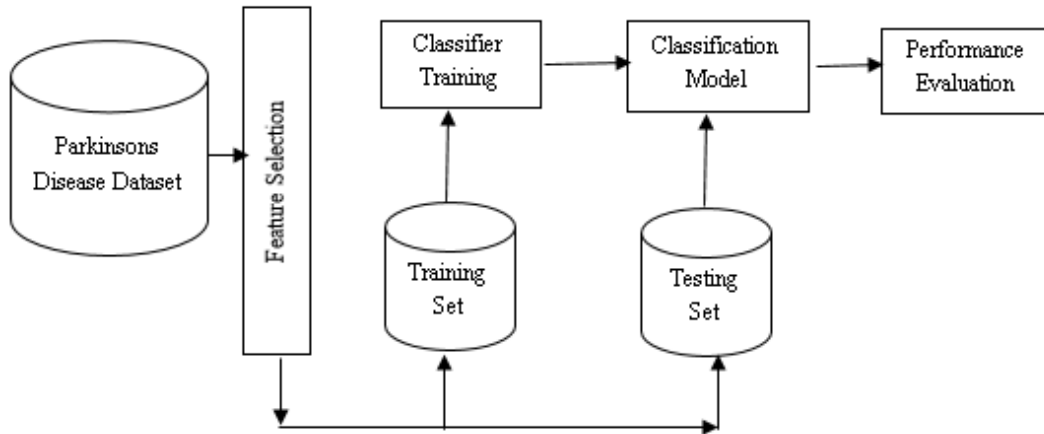 Parkinsons
Disease Dataset
Feature Selection
Classifier
Training
Classification
Model
Performance
Evaluation
Training
Set
Testing
Set